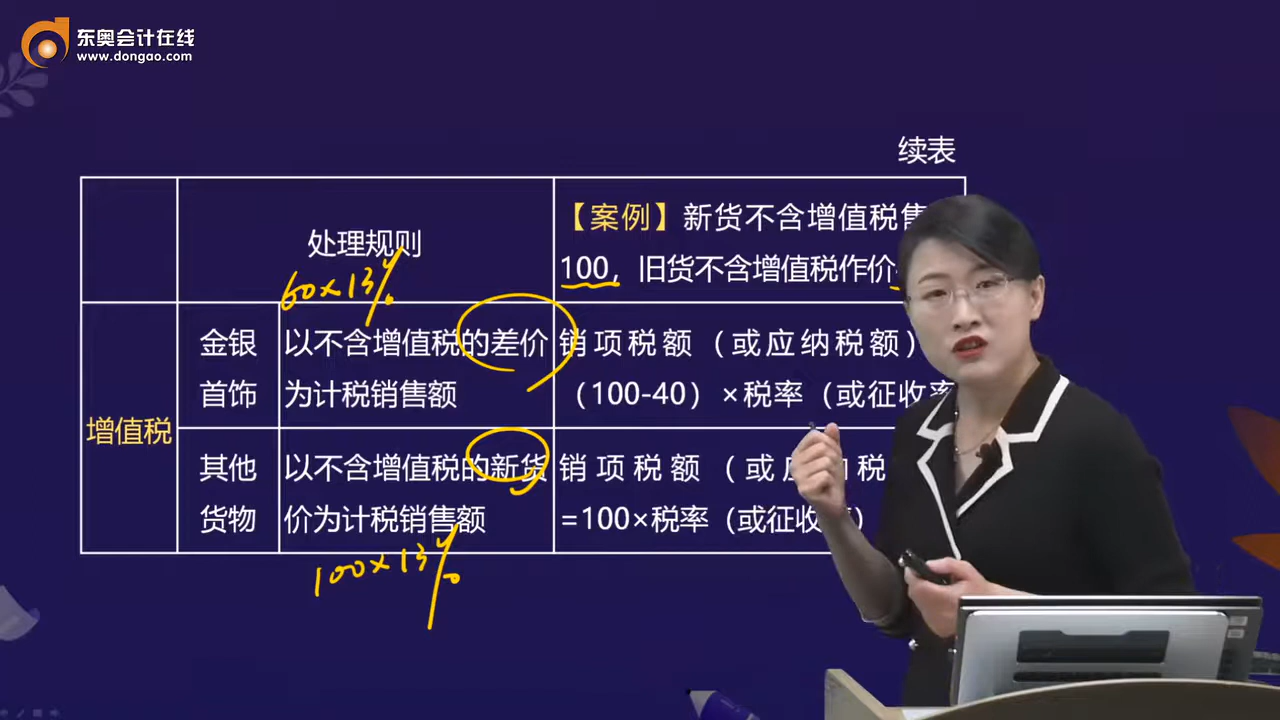 东奥会计在线
www.dongao.com
续表
处理规则
【案例】新货不含增值税售
100，旧货不含增值税作价
60×13%
增值税
金银
首饰
以不含增值税的差价
为计税销售额
销项税额（或应纳税额）
（100-40）×税率（或征收率
其他
货物
以不含增值税的新货
价为计税销售额
销项税额（或应纳税
=100×税率（或征收率）
100×13%